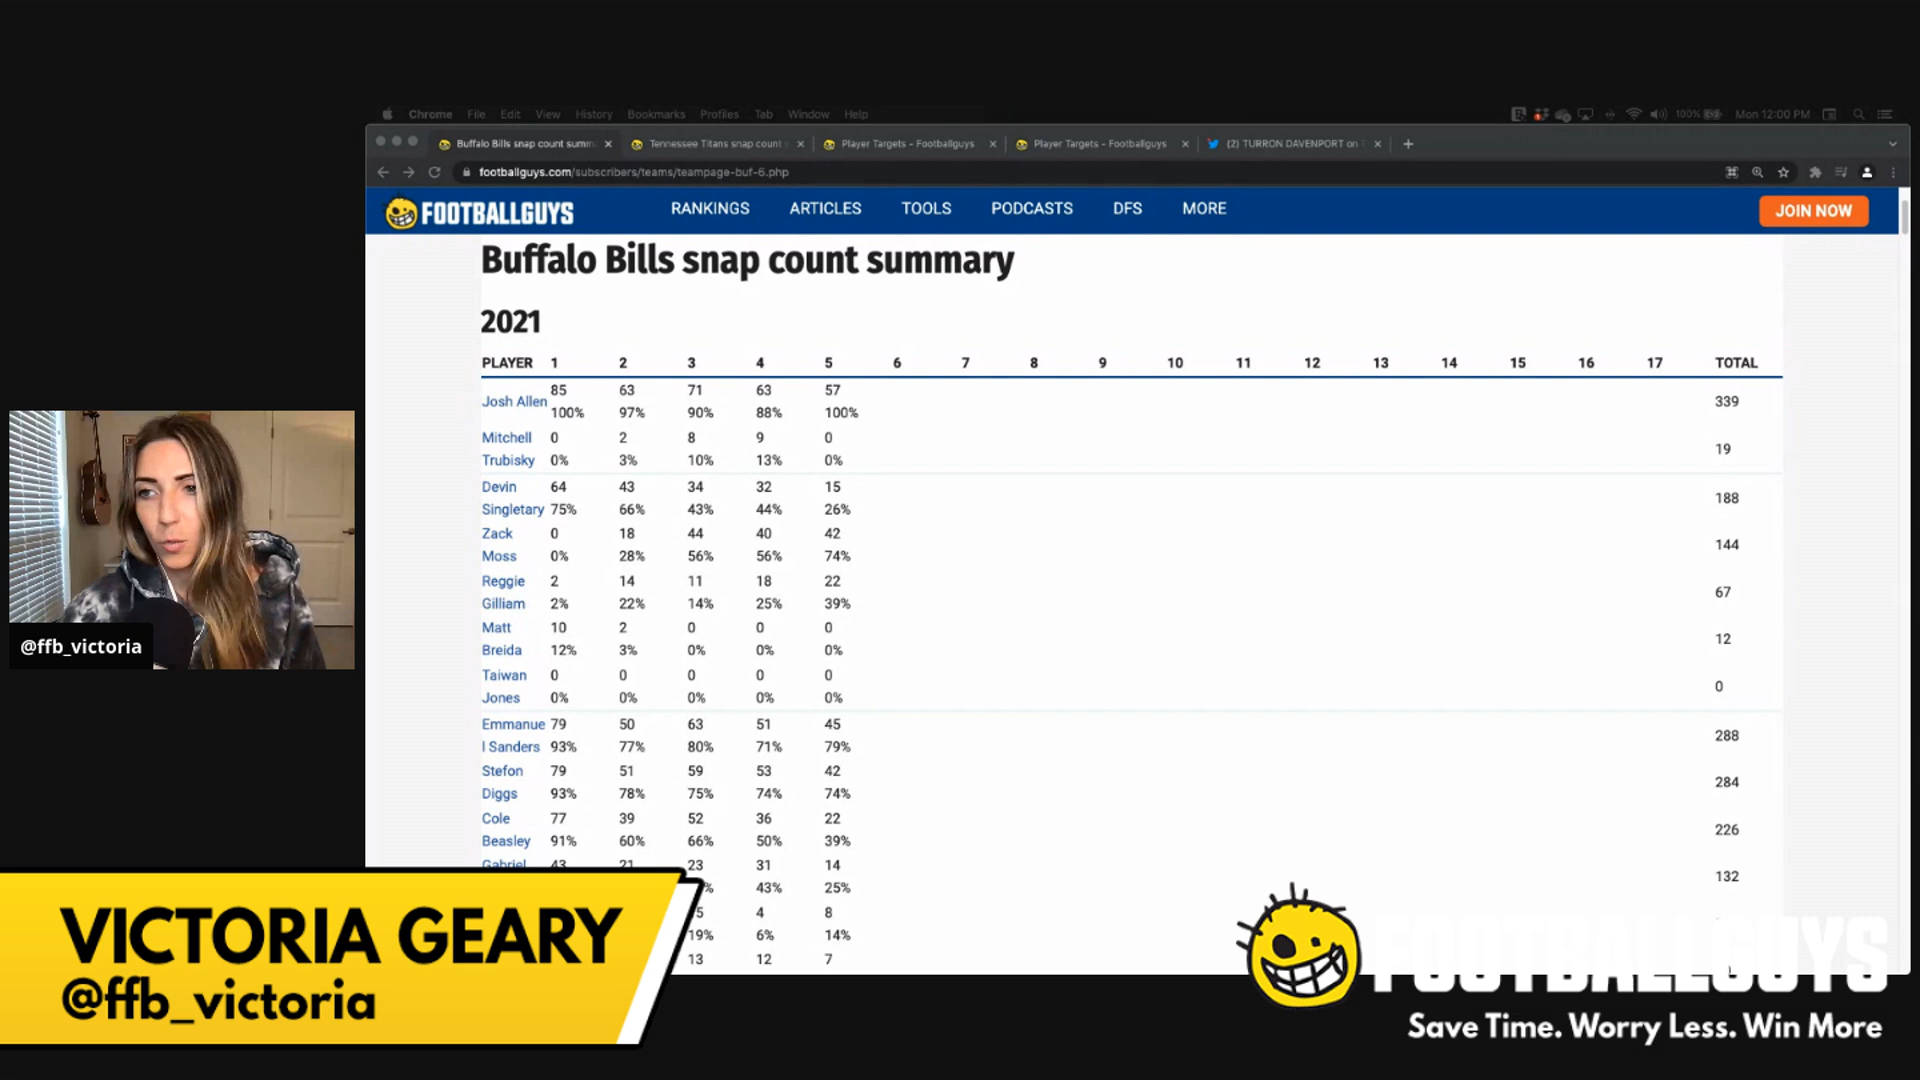 Chrome File Edit View History Bookmarks Profiles Tab Window Help 100% Mon 12:00 PM
Buffalo Bills snap count summ Tennessee Titans snap count Player Targets - Footballguys Player Targets - Footballguys (2) TURRON DAVENPORT on
footballguys.com/subscribers/teams/teampage-buf-6.php
FOOTBALLGUYS RANKINGS ARTICLES TOOLS PODCASTS DFS MORE JOIN NOW
Buffalo Bills snap count summary
2021
PLAYER 1 2 3 4 5 6 7 8 9 10 11 12 13 14 15 16 17 TOTAL
85 63 71 63 57
Josh Allen 339
100% 97% 90% 88% 100%
Mitchell 0 2 8 9 0
19
Trubisky 0% 3% 10% 13% 0%
Devin 64 43 34 32 15
188
Singletary 75% 66% 43% 44% 26%
Zack 0 18 44 40 42
144
Moss 0% 28% 56% 56% 74%
Reggie 2 14 11 18 22
67
Gilliam 2% 22% 14% 25% 39%
Matt 10 2 0 0 0
12
Breida 12% 3% 0% 0% 0%
Taiwan 0 0 0 0 0
0
Jones 0% 0% 0% 0% 0%
Emmanue 79 50 63 51 45
288
l Sanders 93% 77% 80% 71% 79%
Stefon 79 51 59 53 42
284
Diggs 93% 78% 75% 74% 74%
Cole 77 39 52 36 22
226
Beasley 91% 60% 66% 50% 39%
Gabriel 43 21 23 31 14
132
% 43% 25%
5 4 8
19% 6% 14%
13 12 7
@ffb_victoria
VICTORIA GEARY
@ffb_victoria
FOOTBALLGUYS
Save Time. Worry Less. Win More